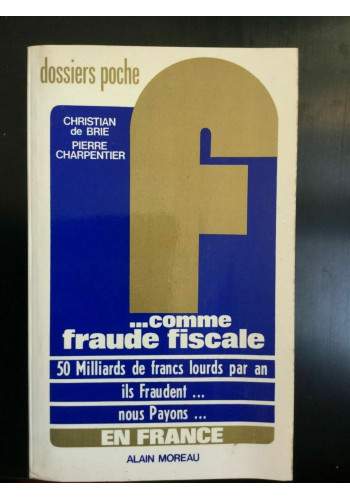 dossiers poche
CHRISTIAN
de BRIE
PIERRE
CHARPENTIER
f
...comme
fraude fiscale
50 Milliards de francs lourds par an
ils Fraudent ...
nous Payons ...
EN FRANCE
ALAIN MOREAU